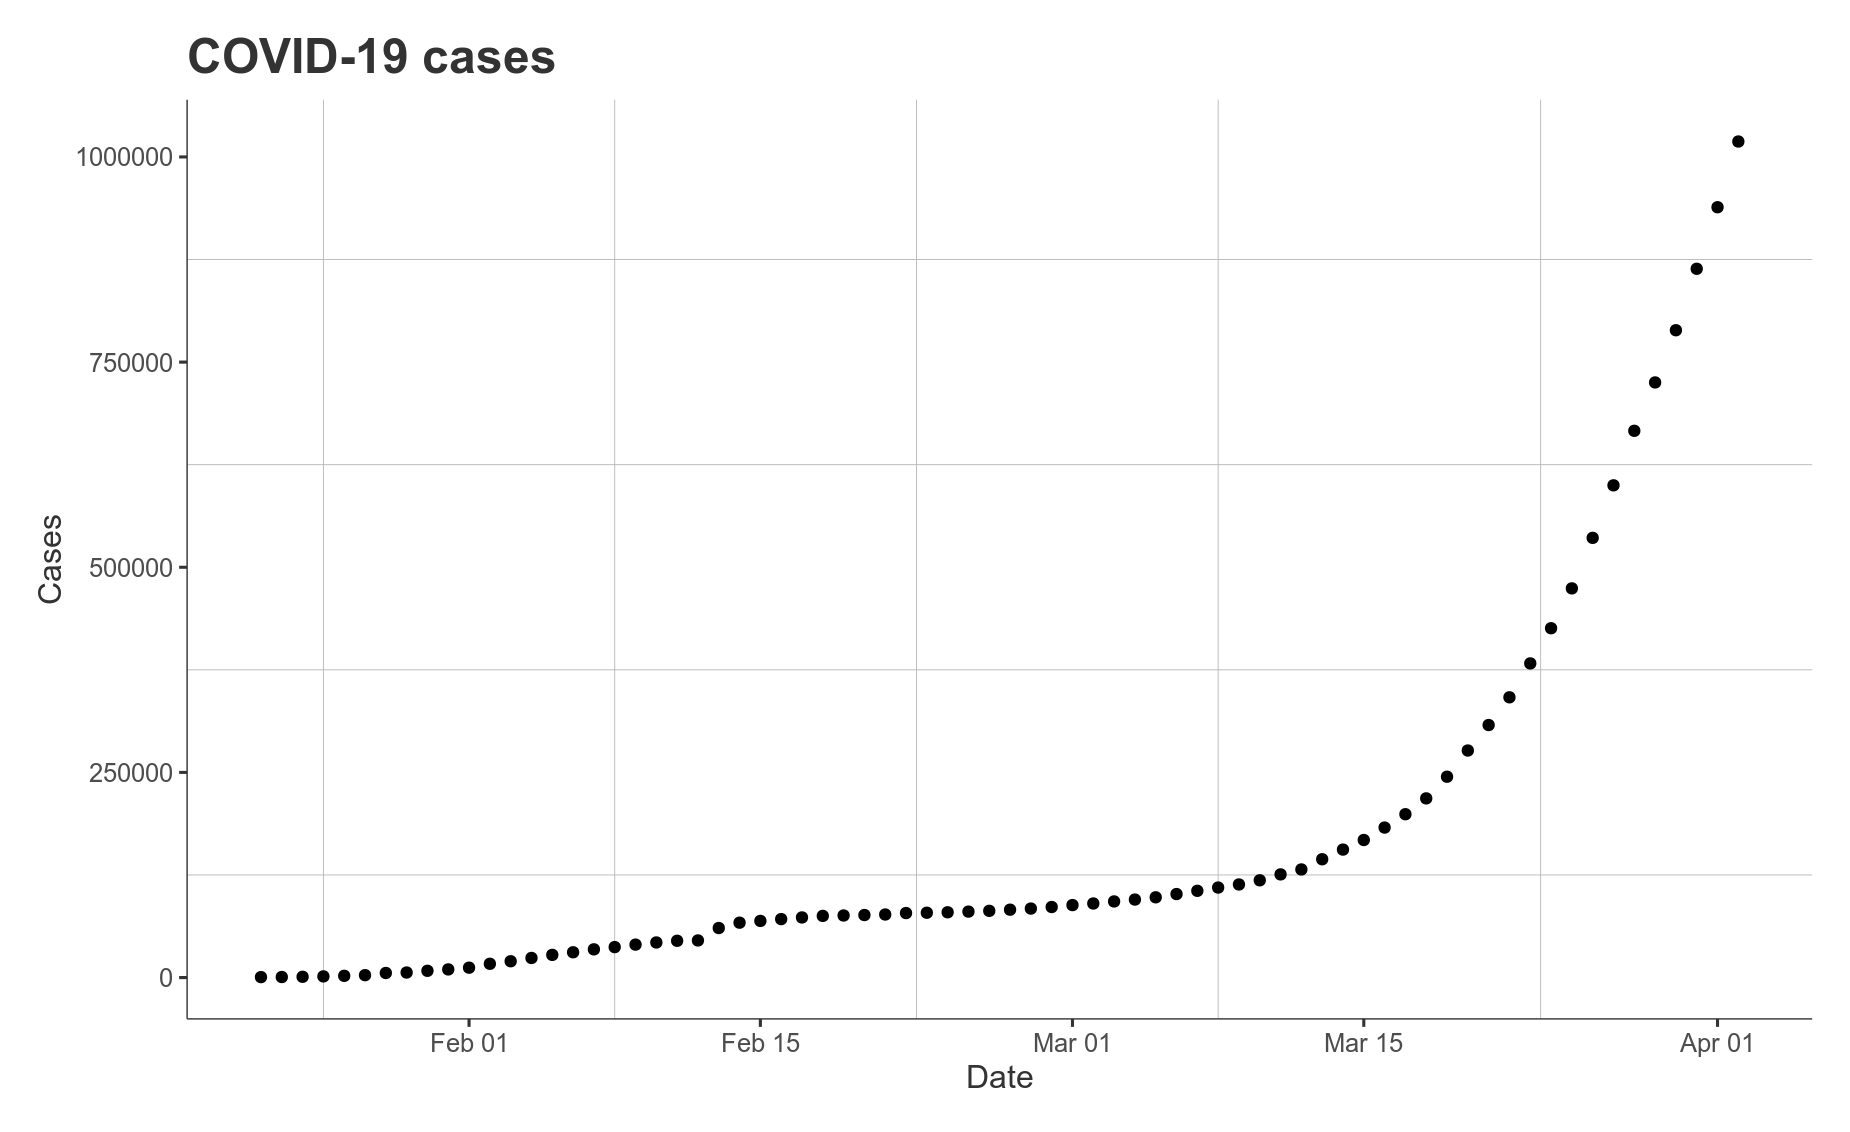 COVID-19 cases
1000000
750000
500000
250000
0
Cases
Feb 01 Feb 15 Mar 01 Mar 15 Apr 01
Date